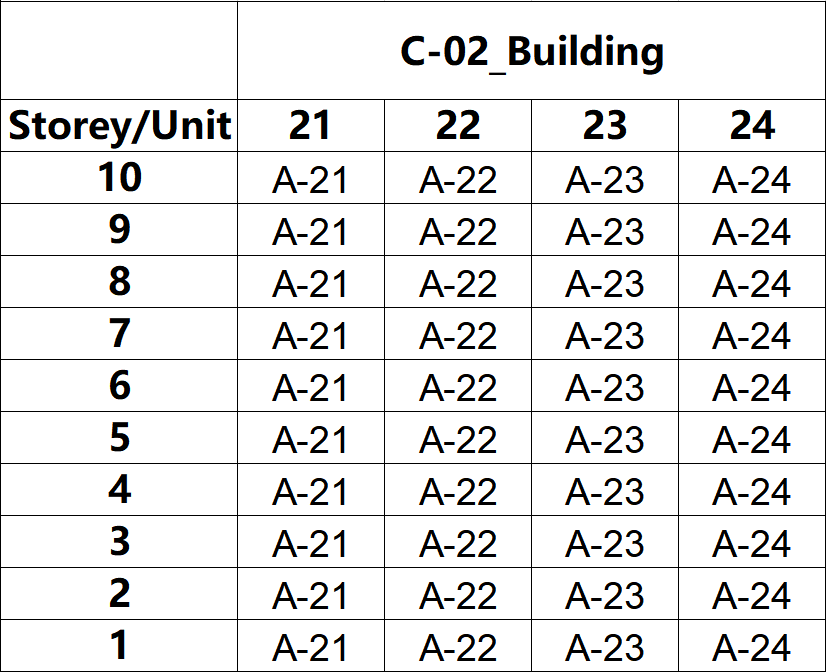 C-02_Building
Storey/Unit 21 22 23 24
10 A-21 A-22 A-23 A-24
9 A-21 A-22 A-23 A-24
8 A-21 A-22 A-23 A-24
7 A-21 A-22 A-23 A-24
6 A-21 A-22 A-23 A-24
5 A-21 A-22 A-23 A-24
4 A-21 A-22 A-23 A-24
3 A-21 A-22 A-23 A-24
2 A-21 A-22 A-23 A-24
1 A-21 A-22 A-23 A-24